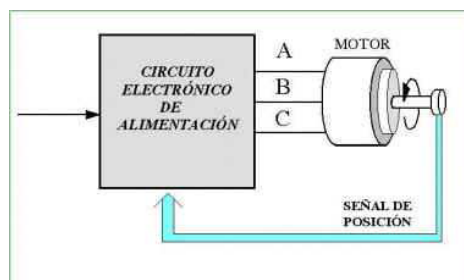 CIRCUITO
ELECTRÓNICO
DE
ALIMENTACIÓN
A
B
C
MOTOR
SEÑAL DE
POSICIÓN